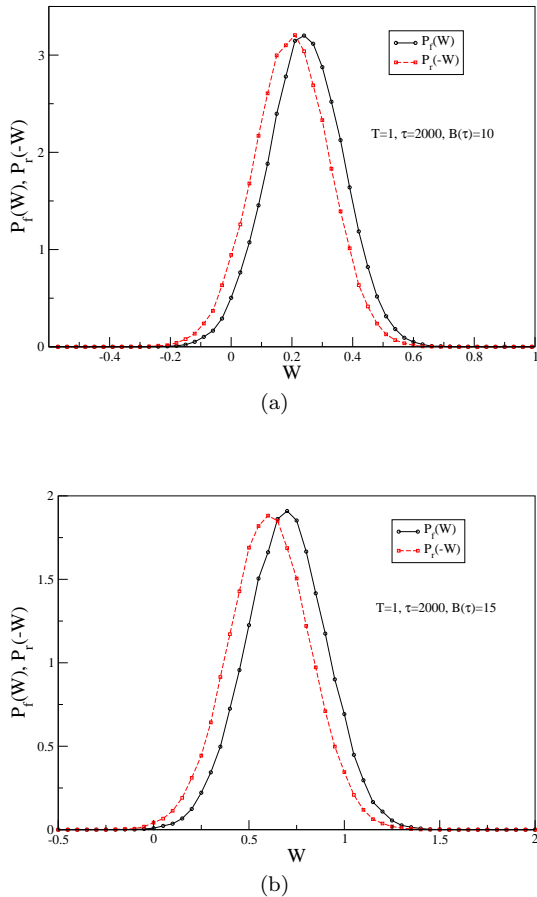 P_f(W)
P_r(-W)
T=1, τ=2000, B(τ)=10
P_f(W), P_r(-W)
3
2
1
0
-0.4
-0.2
0
0.2
0.4
0.6
0.8
1
W
(a)
2
P_f(W)
P_r(-W)
1.5
T=1, τ=2000, B(τ)=15
P_f(W), P_r(-W)
1
0.5
0
-0.5
0
0.5
1
1.5
2
W
(b)